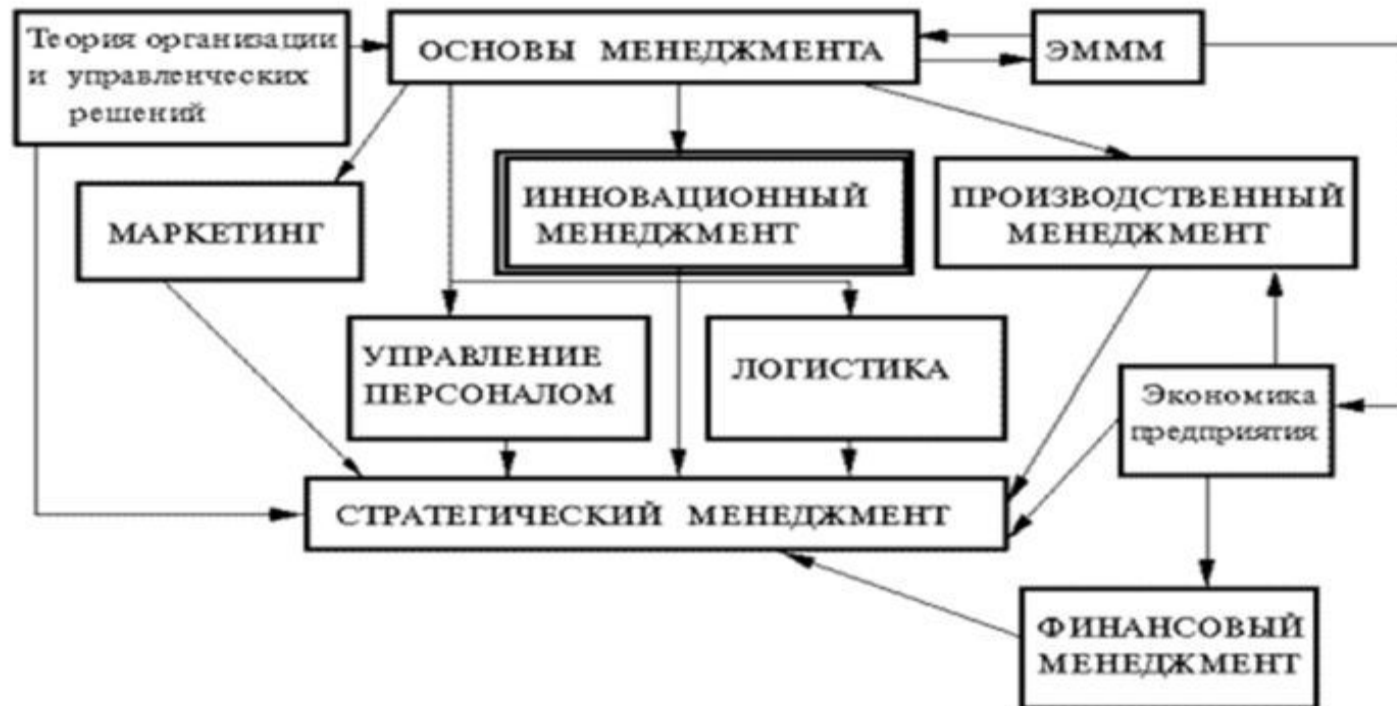 Теория организации
и управленческих
решений
ОСНОВЫ МЕНЕДЖМЕНТА
ЭМММ
МАРКЕТИНГ
ИННОВАЦИОННЫЙ
МЕНЕДЖМЕНТ
ПРОИЗВОДСТВЕННЫЙ
МЕНЕДЖМЕНТ
УПРАВЛЕНИЕ
ПЕРСОНАЛОМ
ЛОГИСТИКА
Экономика
предприятия
СТРАТЕГИЧЕСКИЙ МЕНЕДЖМЕНТ
ФИНАНСОВЫЙ
МЕНЕДЖМЕНТ